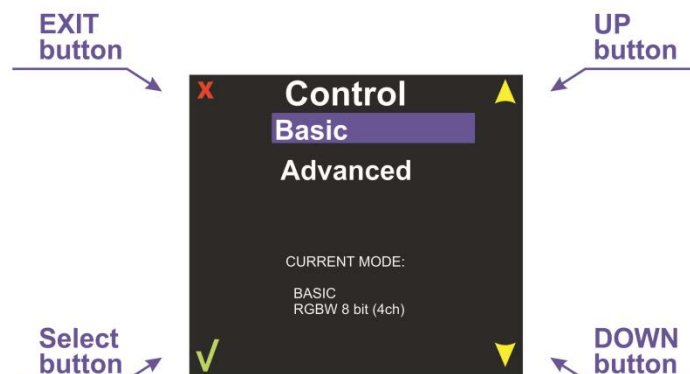 EXIT
button
UP
button
X
Control
Basic
Advanced
CURRENT MODE:
BASIC
RGBW 8 bit (4ch)
Select
button
DOWN
button